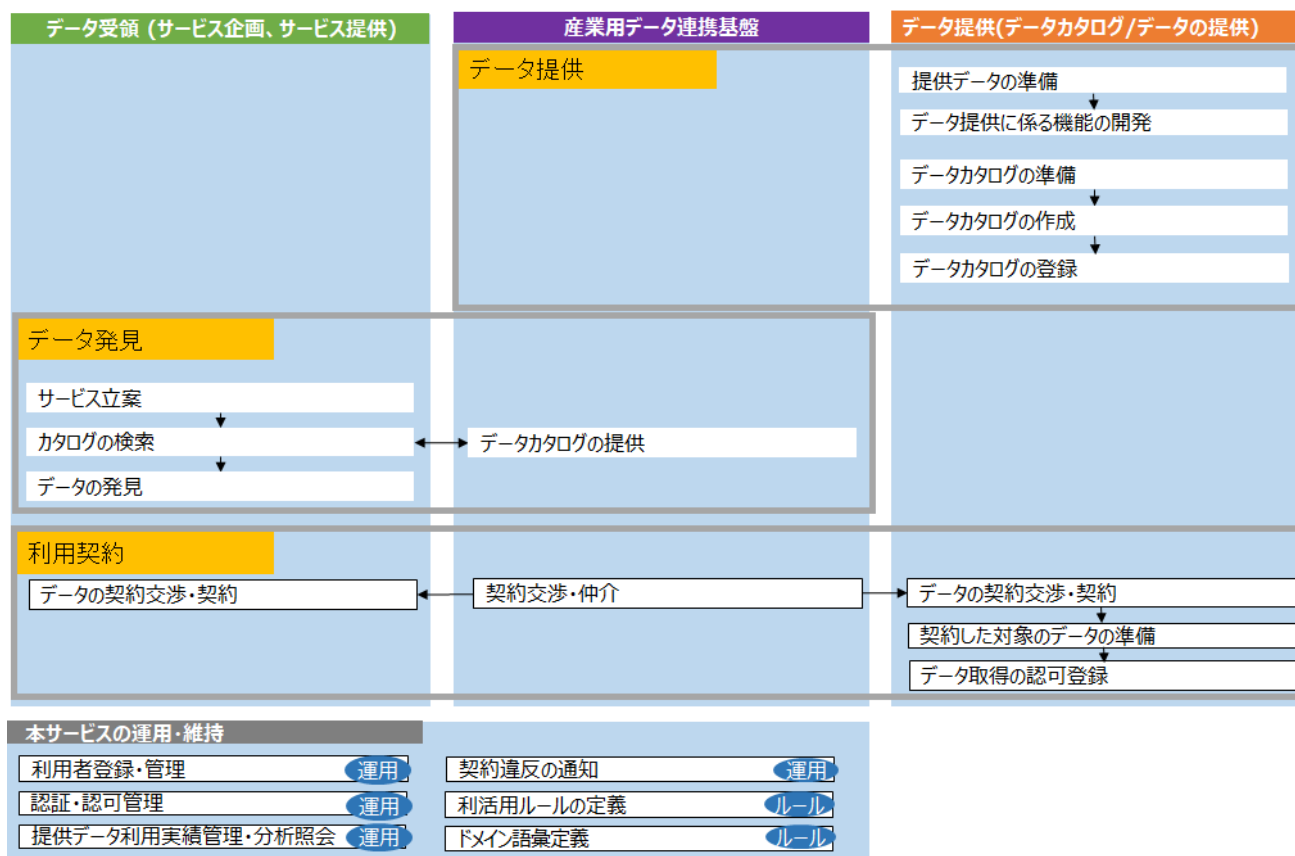 データ受領 (サービス企画、サービス提供)
産業用データ連携基盤
データ提供(データカタログ/データの提供)
データ提供
提供データの準備
データ提供に係る機能の開発
データカタログの準備
データカタログの作成
データカタログの登録
データ発見
サービス立案
カタログの検索
データカタログの提供
データの発見
利用契約
データの契約交渉・契約
契約交渉・仲介
データの契約交渉・契約
契約した対象のデータの準備
データ取得の認可登録
本サービスの運用・維持
利用者登録・管理 運用
契約違反の通知 運用
認証・認可管理 運用
利活用ルールの定義 ルール
提供データ利用実績管理・分析照会 運用
ドメイン語彙定義 ルール